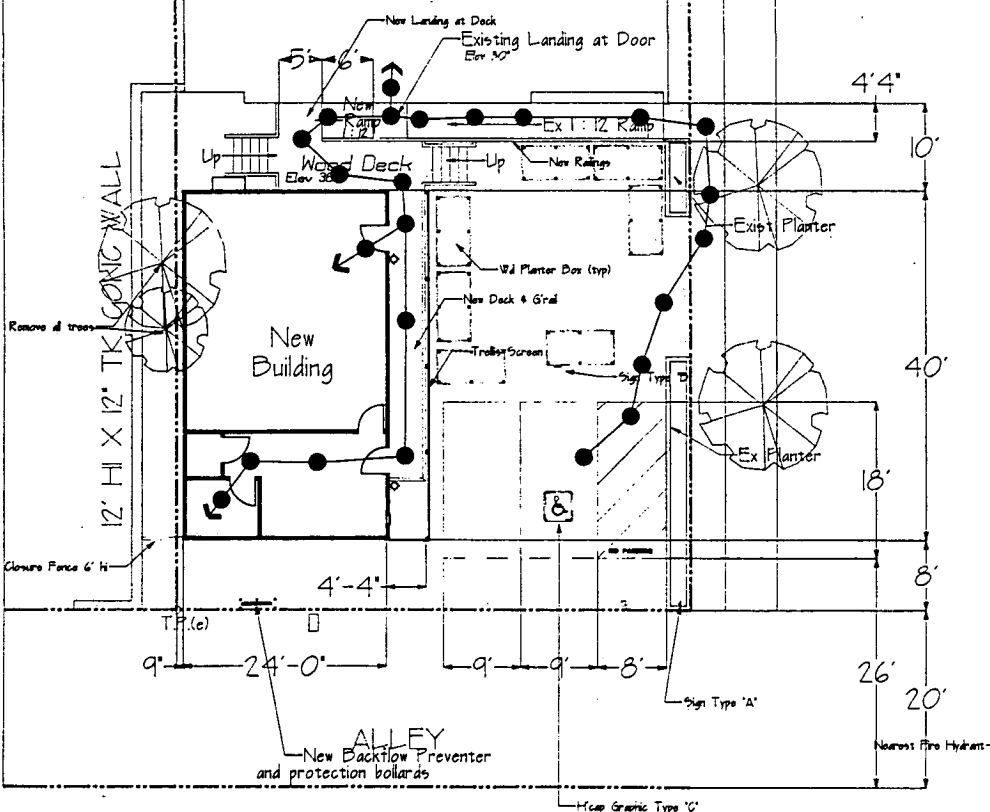 New Landing at Deck
Existing Landing at Door
Elev 30"
5'
6'
4'4"
New
Ramp
1:12
Ex 1:12 Ramp
10'
Up
Wood Deck
Up
New Railings
Exist Planter
Wd Planter Box (typ)
New Deck & G'rail
12' HI X 12" TK CONC WALL
Remove all trees
New
Building
Trellis Screen
Sign Type "D"
40'
Ex Planter
18'
NO PARKING
Closure Fence 6' hi
4'-4"
8'
T.P.(e)
9"
24'-0"
9'
9'
8'
26'
20'
Sign Type "A"
ALLEY
New Backflow Preventer
and protection bollards
Nearest Fire Hydrant-
H'cap Graphic Type "C"